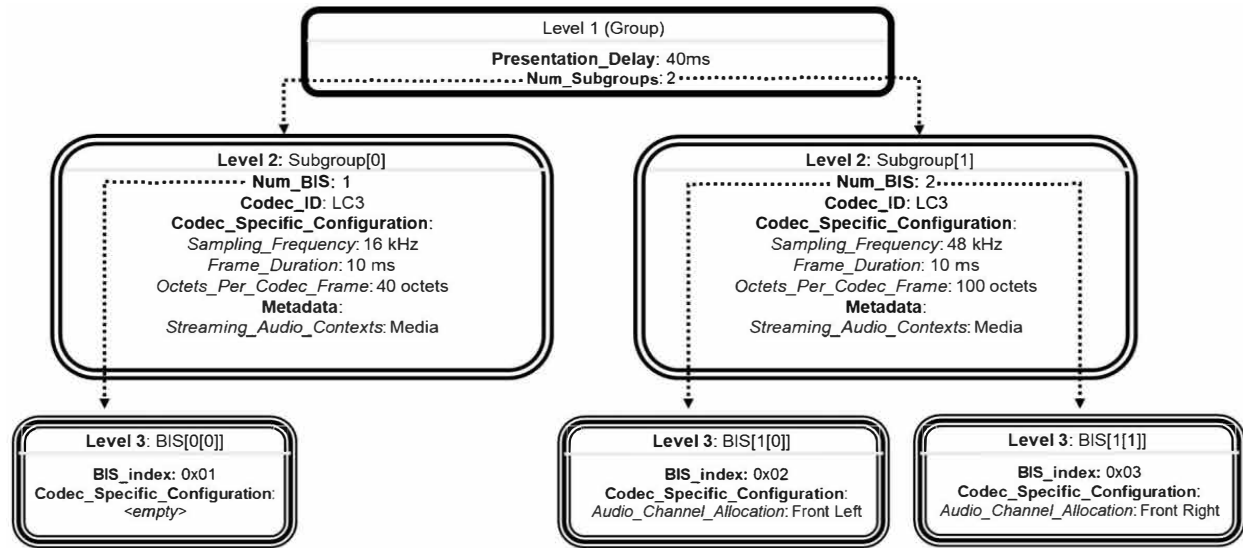 Level 1 (Group)
Presentation_Delay: 40ms
Num_Subgroups: 2
Level 2: Subgroup[0]
Num_BIS: 1
Codec_ID: LC3
Codec_Specific_Configuration:
Sampling_Frequency: 16 kHz
Frame_Duration: 10 ms
Octets_Per_Codec_Frame: 40 octets
Metadata:
Streaming_Audio_Contexts: Media
Level 2: Subgroup[1]
Num_BIS: 2
Codec_ID: LC3
Codec_Specific_Configuration:
Sampling_Frequency: 48 kHz
Frame_Duration: 10 ms
Octets_Per_Codec_Frame: 100 octets
Metadata:
Streaming_Audio_Contexts: Media
Level 3: BIS[0[0]]
BIS_index: 0x01
Codec_Specific_Configuration:
<empty>
Level 3: BIS[1[0]]
BIS_index: 0x02
Codec_Specific_Configuration:
Audio_Channel_Allocation: Front Left
Level 3: BIS[1[1]]
BIS_index: 0x03
Codec_Specific_Configuration:
Audio_Channel_Allocation: Front Right